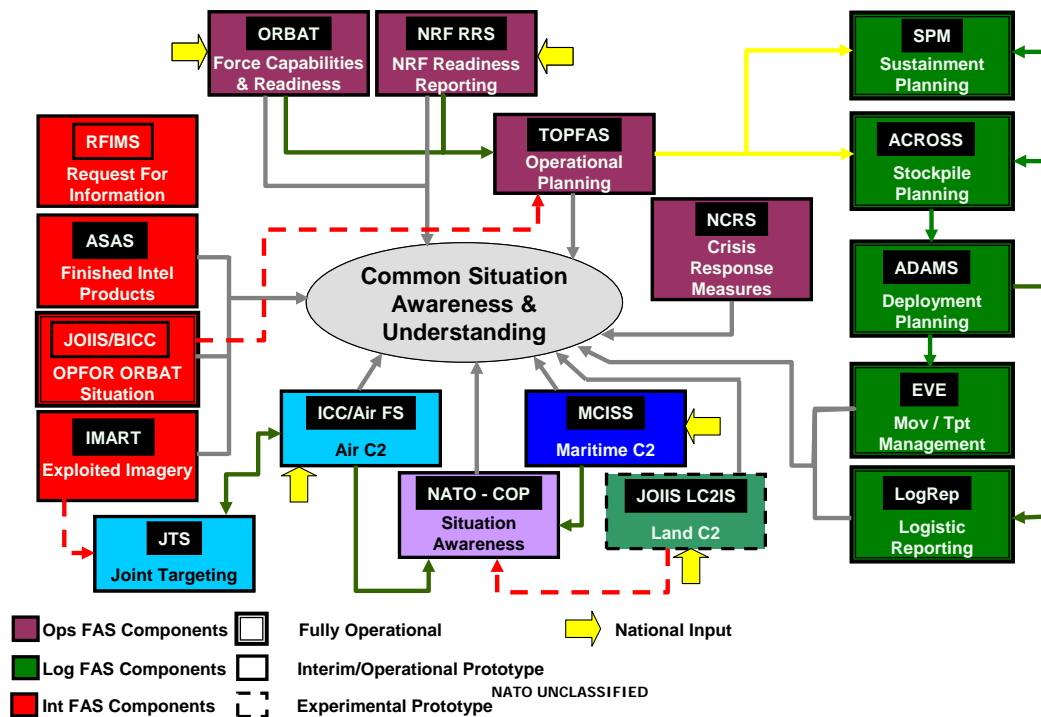 ORBAT
Force Capabilities
& Readiness
NRF RRS
NRF Readiness
Reporting
SPM
Sustainment
Planning
RFIMS
Request For
Information
TOPFAS
Operational
Planning
ACROSS
Stockpile
Planning
ASAS
Finished Intel
Products
NCRS
Crisis
Response
Measures
Common Situation
Awareness &
Understanding
ADAMS
Deployment
Planning
JOIIS/BICC
OPFOR ORBAT
Situation
ICC/Air FS
Air C2
MCISS
Maritime C2
EVE
Mov / Tpt
Management
IMART
Exploited Imagery
NATO - COP
Situation
Awareness
JOIIS LC2IS
Land C2
LogRep
Logistic
Reporting
JTS
Joint Targeting
Ops FAS Components
Fully Operational
National Input
Log FAS Components
Interim/Operational Prototype
Int FAS Components
Experimental Prototype
NATO UNCLASSIFIED